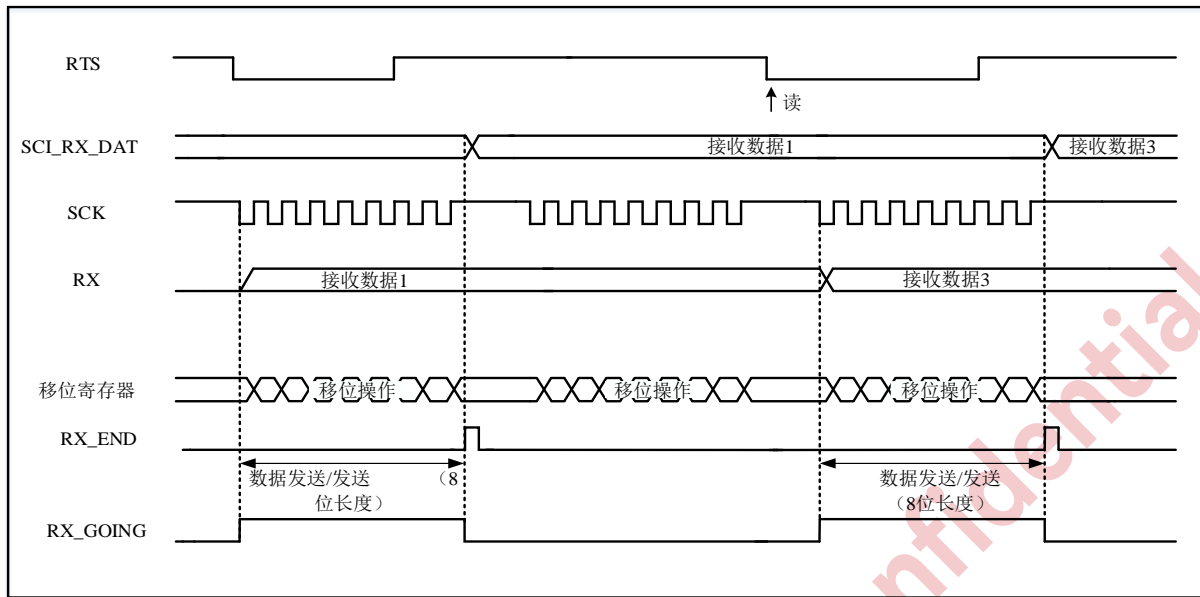 RTS
读
SCI_RX_DAT
接收数据1
接收数据3
SCK
RX
接收数据1
接收数据3
移位寄存器
移位操作
移位操作
移位操作
RX_END
数据发送/发送 (8
位长度)
数据发送/发送
(8位长度)
RX_GOING
nfidential